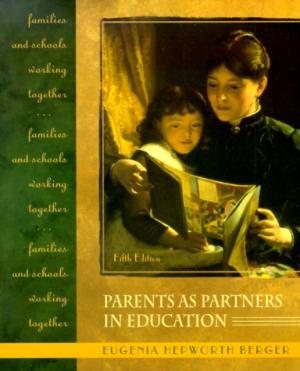 families
and schools
working
together
...
families
and schools
working
together
...
families
and schools
working
together
Fifth Edition
PARENTS AS PARTNERS
IN EDUCATION
EUGENIA HEPWORTH BERGER